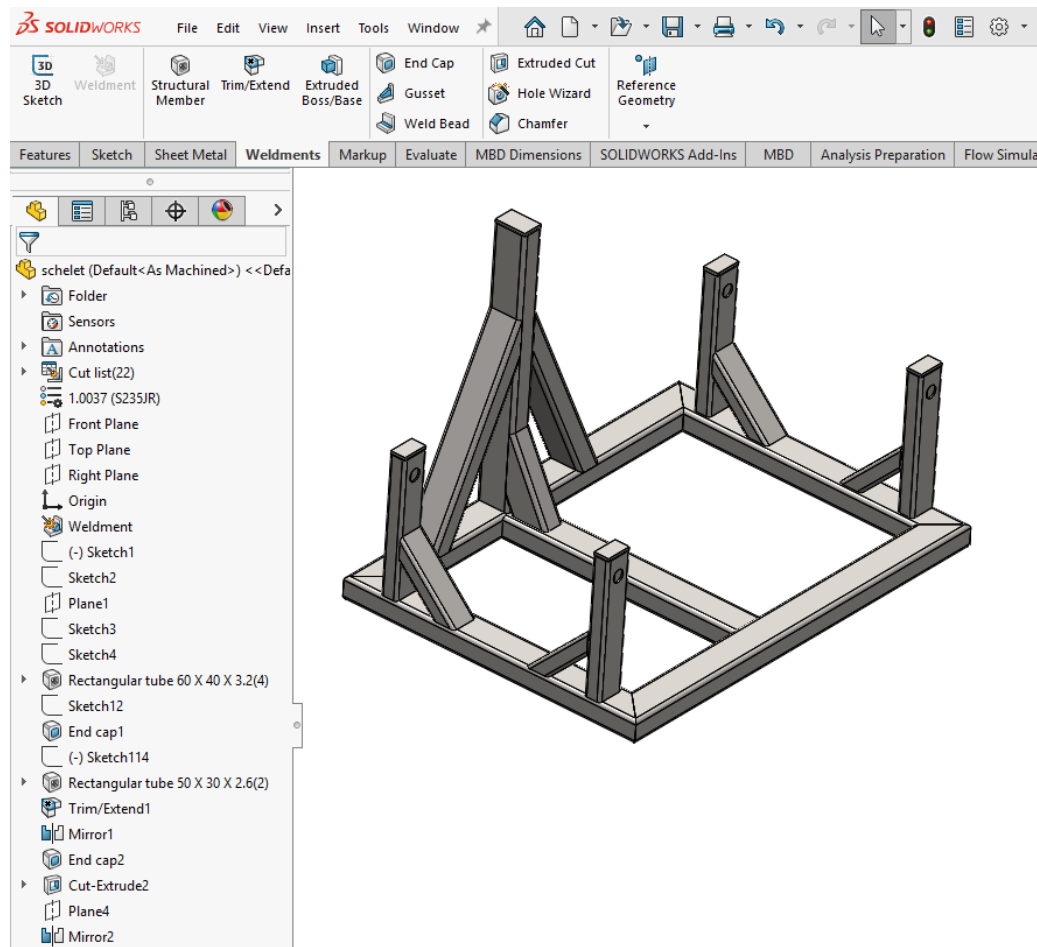 SOLIDWORKS File Edit View Insert Tools Window
3D
3D Sketch
Weldment
Structural Member
Trim/Extend
Extruded Boss/Base
End Cap
Gusset
Weld Bead
Extruded Cut
Hole Wizard
Chamfer
Reference Geometry
Features Sketch Sheet Metal Weldments Markup Evaluate MBD Dimensions SOLIDWORKS Add-Ins MBD Analysis Preparation Flow Simula
schelet (Default<As Machined>) <<Defa
Folder
Sensors
Annotations
Cut list(22)
1.0037 (S235JR)
Front Plane
Top Plane
Right Plane
Origin
Weldment
(-) Sketch1
Sketch2
Plane1
Sketch3
Sketch4
Rectangular tube 60 X 40 X 3.2(4)
Sketch12
End cap1
(-) Sketch114
Rectangular tube 50 X 30 X 2.6(2)
Trim/Extend1
Mirror1
End cap2
Cut-Extrude2
Plane4
Mirror2